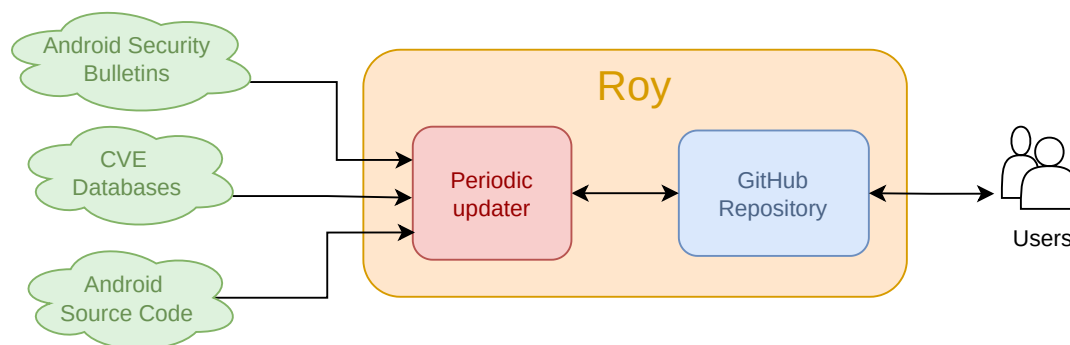 Android Security
Bulletins
CVE
Databases
Android
Source Code
Roy
Periodic
updater
GitHub
Repository
Users